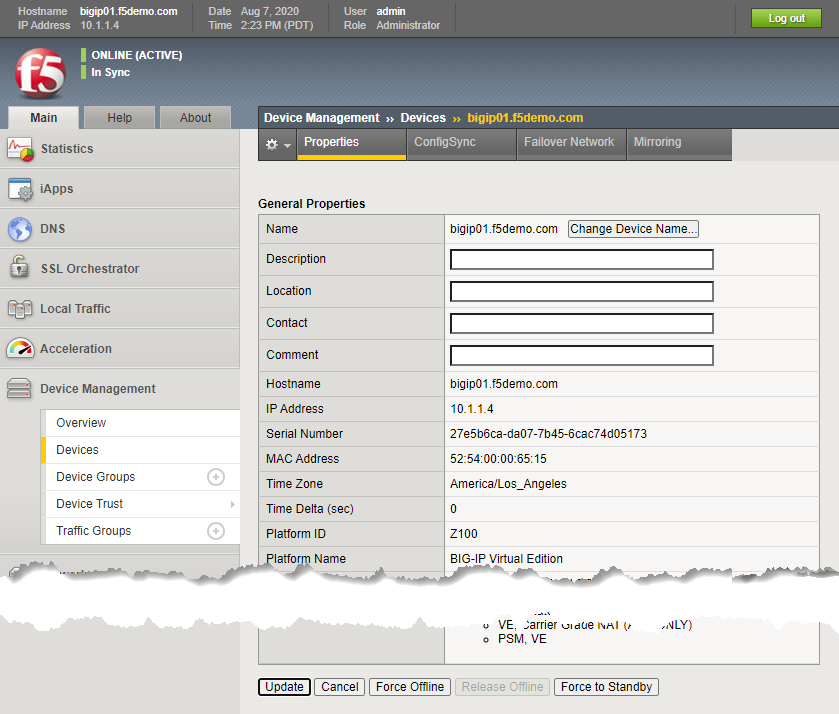 Hostname bigip01.f5demo.com Date Aug 7, 2020 User admin
IP Address 10.1.1.4 Time 2:23 PM (PDT) Role Administrator
Log out
f5
ONLINE (ACTIVE)
In Sync
Main Help About
Device Management ›› Devices ›› bigip01.f5demo.com
Properties ConfigSync Failover Network Mirroring
Statistics
iApps
DNS
SSL Orchestrator
Local Traffic
Acceleration
Device Management
Overview
Devices
Device Groups
Device Trust
Traffic Groups
General Properties
Name bigip01.f5demo.com Change Device Name...
Description
Location
Contact
Comment
Hostname bigip01.f5demo.com
IP Address 10.1.1.4
Serial Number 27e5b6ca-da07-7b45-6cac74d05173
MAC Address 52:54:00:00:65:15
Time Zone America/Los_Angeles
Time Delta (sec) 0
Platform ID Z100
Platform Name BIG-IP Virtual Edition
VE, Carrier Grade NAT ONLY)
PSM, VE
Update Cancel Force Offline Release Offline Force to Standby